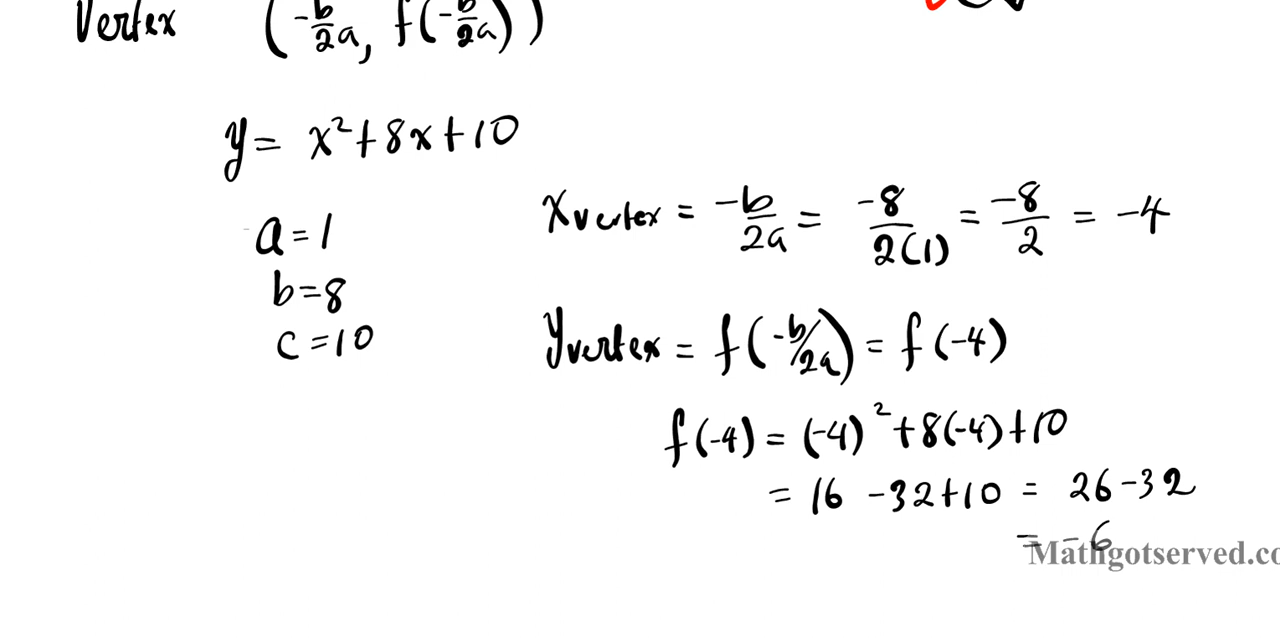 Vertex (-b/2a, f(-b/2a))
y = x²+8x+10
a=1
b=8
c=10
Xvertex = -b/2a = -8/2(1) = -8/2 = -4
Yvertex = f(-b/2a) = f(-4)
f(-4) = (-4)²+8(-4)+10
= 16 -32+10 = 26-32
= -6
Mathgotserved.co